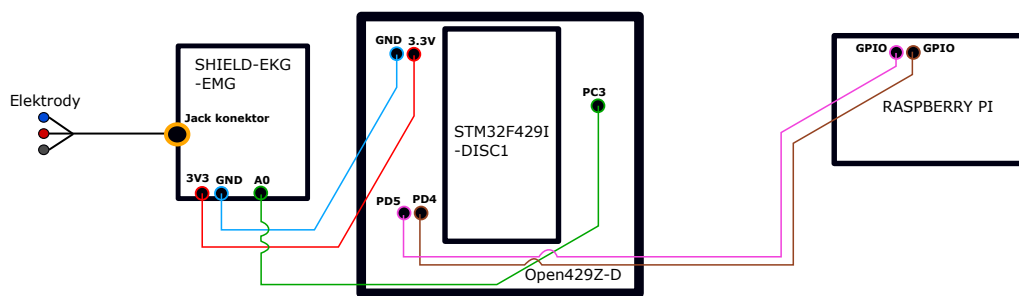 Elektrody
SHIELD-EKG
-EMG
Jack konektor
3V3 GND A0
GND 3.3V
STM32F429I
-DISC1
PC3
PD5 PD4
Open429Z-D
GPIO GPIO
RASPBERRY PI